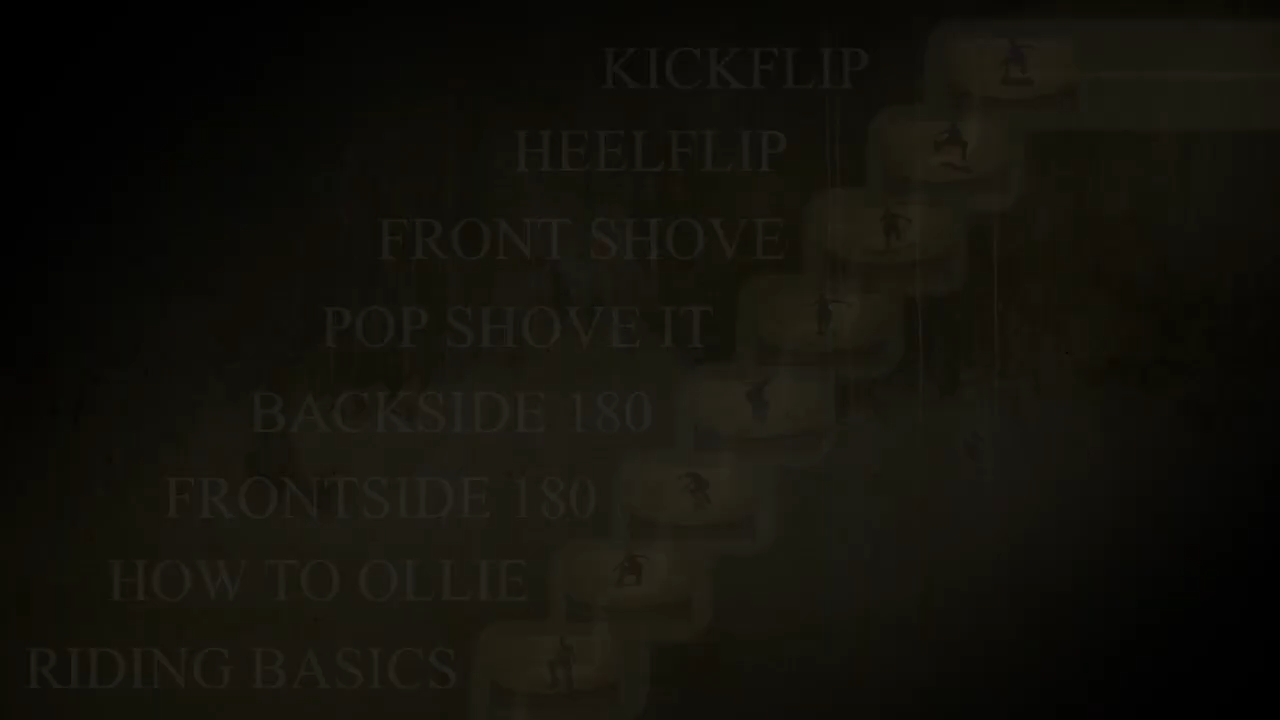 KICKFLIP
HEELFLIP
FRONT SHOVE
POP SHOVE IT
BACKSIDE 180
FRONTSIDE 180
HOW TO OLLIE
RIDING BASICS